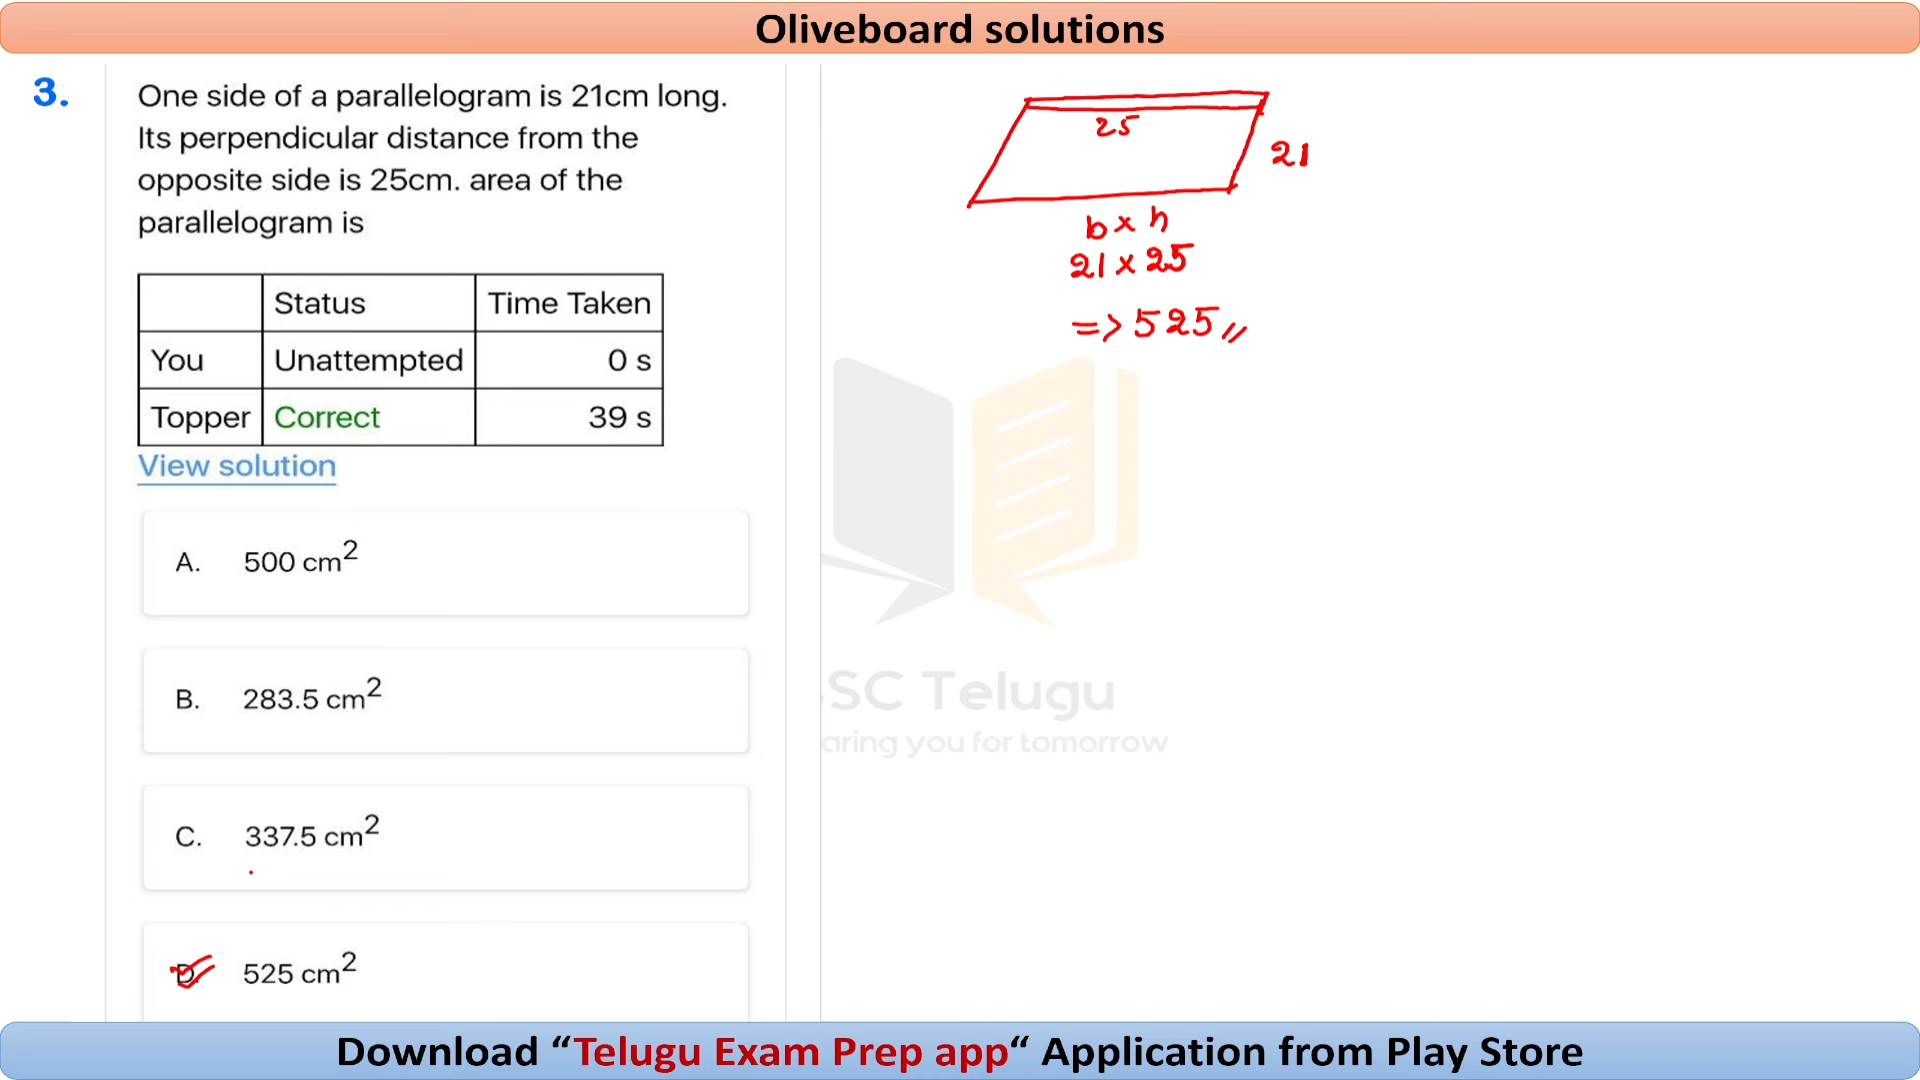 Oliveboard solutions
3.
One side of a parallelogram is 21cm long.
Its perpendicular distance from the
opposite side is 25cm. area of the
parallelogram is
Status Time Taken
You Unattempted 0 s
Topper Correct 39 s
View solution
A. 500 cm²
B. 283.5 cm²
C. 337.5 cm²
D. 525 cm²
25
21
b × h
21 × 25
=> 525 //
SC Telugu
aring you for tomorrow
Download “Telugu Exam Prep app“ Application from Play Store